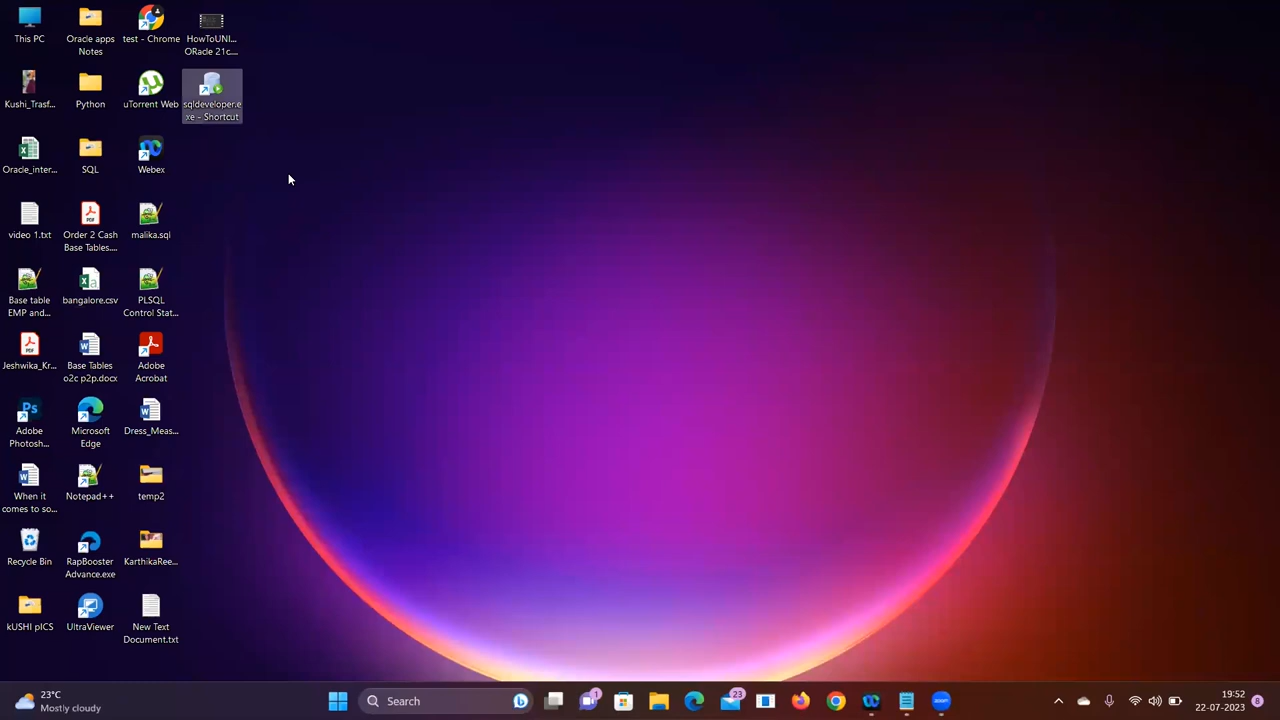 This PC
Oracle apps
Notes
test - Chrome
HowToUNI...
ORacle 21c....
Kushi_Trasf...
Python
uTorrent Web
sqldeveloper.e
xe - Shortcut
Oracle_inter...
SQL
Webex
video 1.txt
Order 2 Cash
Base Tables....
malika.sql
Base table
EMP and...
bangalore.csv
PLSQL
Control Stat...
Jeshwika_Kr...
Base Tables
o2c p2p.docx
Adobe
Acrobat
Adobe
Photosh...
Microsoft
Edge
Dress_Meas...
When it
comes to so...
Notepad++
temp2
Recycle Bin
RapBooster
Advance.exe
KarthikaRee...
kUSHI pICS
UltraViewer
New Text
Document.txt
23°C
Mostly cloudy
Search
1
23
zoom
19:52
22-07-2023
8